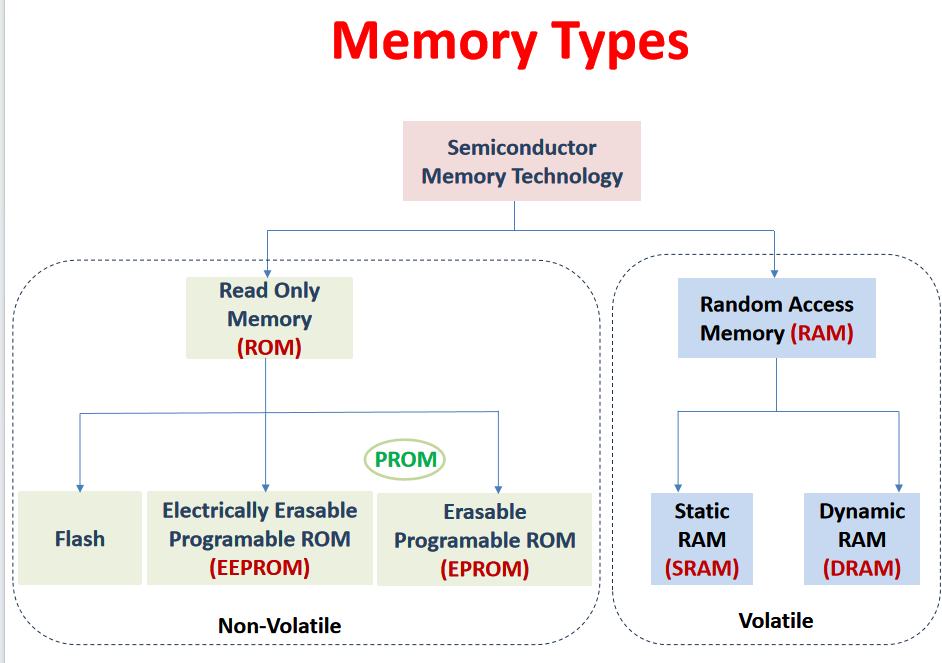 Memory Types
Semiconductor
Memory Technology
Read Only
Memory
(ROM)
Random Access
Memory (RAM)
PROM
Flash
Electrically Erasable
Programable ROM
(EEPROM)
Erasable
Programable ROM
(EPROM)
Static
RAM
(SRAM)
Dynamic
RAM
(DRAM)
Non-Volatile
Volatile